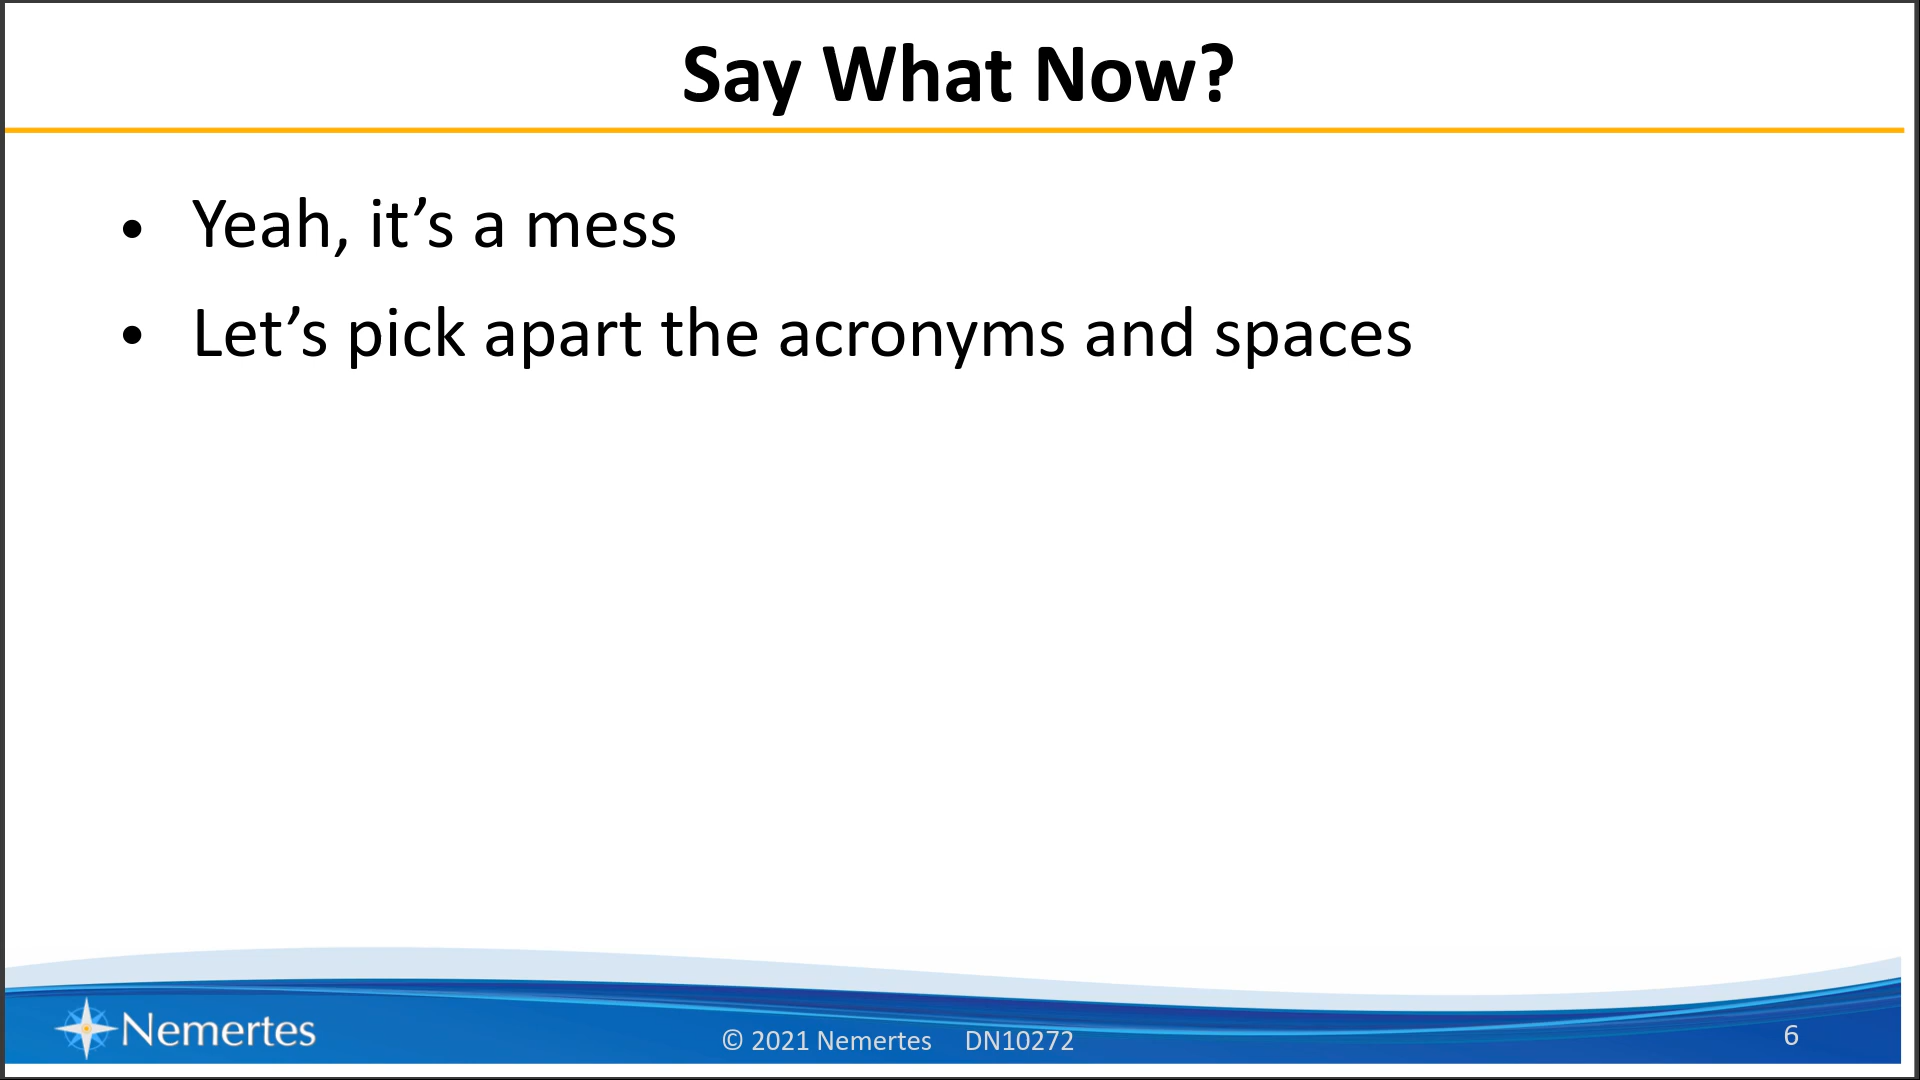 Say What Now?
• Yeah, it’s a mess
• Let’s pick apart the acronyms and spaces
Nemertes
© 2021 Nemertes DN10272
6